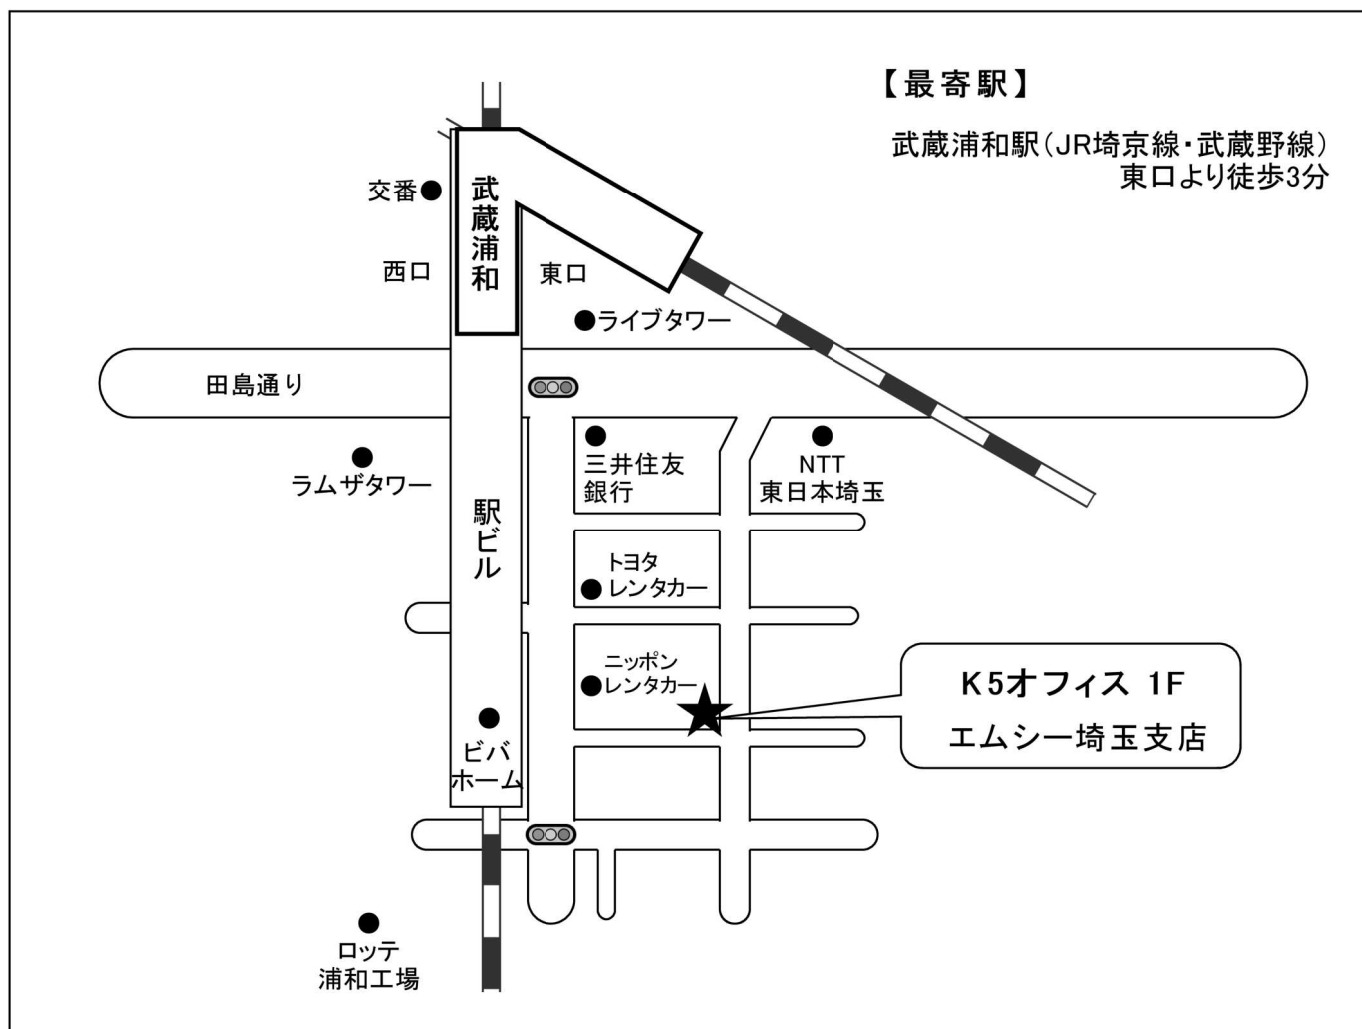 【最寄駅】
武蔵浦和駅（JR埼京線・武蔵野線）
東口より徒歩3分
交番
武蔵浦和
西口
東口
ライブタワー
田島通り
ラムザタワー
三井住友
銀行
NTT
東日本埼玉
駅ビル
トヨタ
レンタカー
ニッポン
レンタカー
K5オフィス 1F
エムシー埼玉支店
ビバ
ホーム
ロッテ
浦和工場